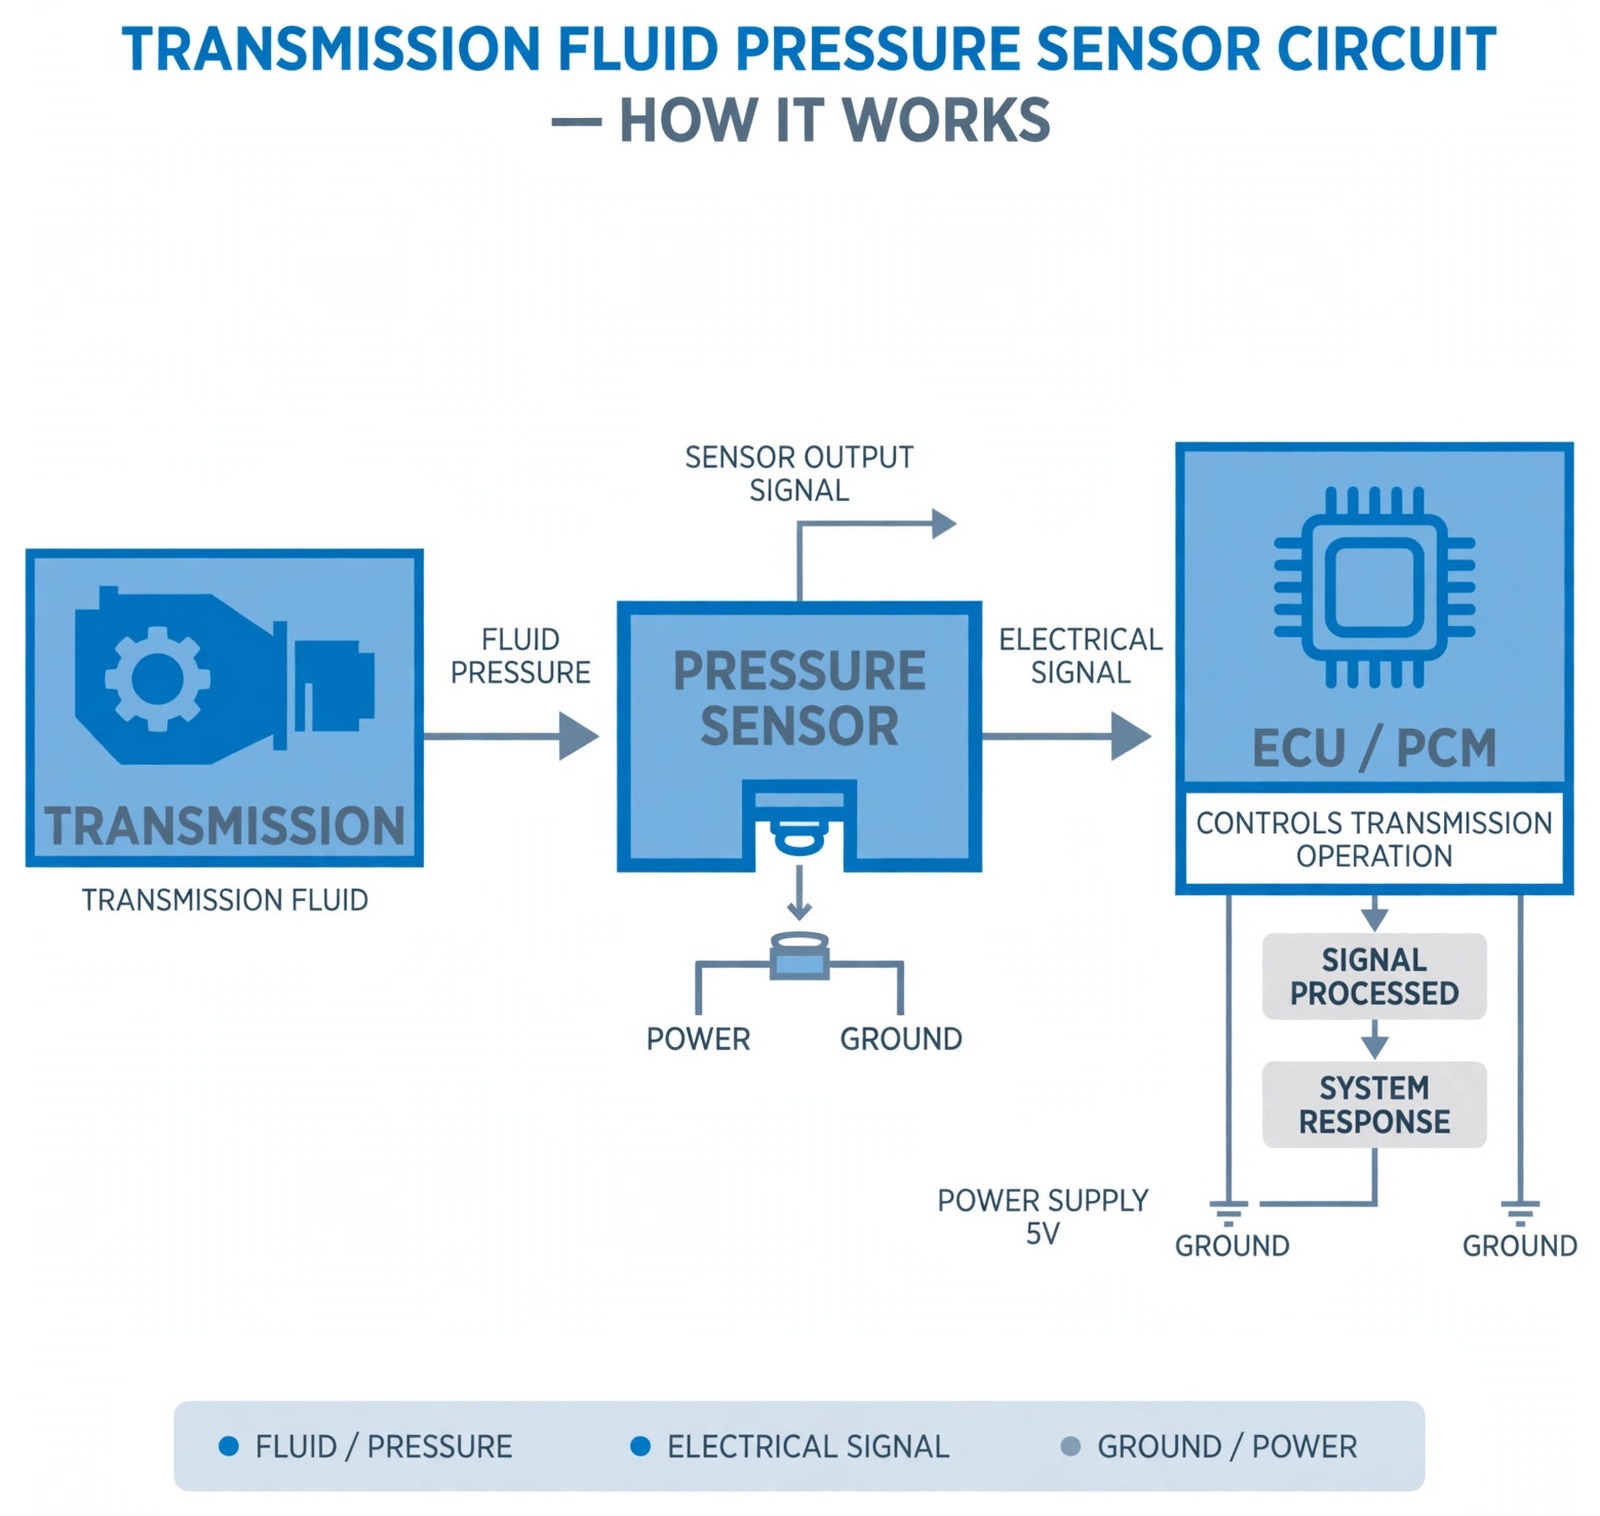 TRANSMISSION FLUID PRESSURE SENSOR CIRCUIT
— HOW IT WORKS
SENSOR OUTPUT
SIGNAL
FLUID
PRESSURE
ELECTRICAL
SIGNAL
PRESSURE
SENSOR
ECU / PCM
TRANSMISSION
CONTROLS TRANSMISSION
OPERATION
TRANSMISSION FLUID
SIGNAL
PROCESSED
POWER
GROUND
SYSTEM
RESPONSE
POWER SUPPLY
5V
GROUND
GROUND
FLUID / PRESSURE
ELECTRICAL SIGNAL
GROUND / POWER